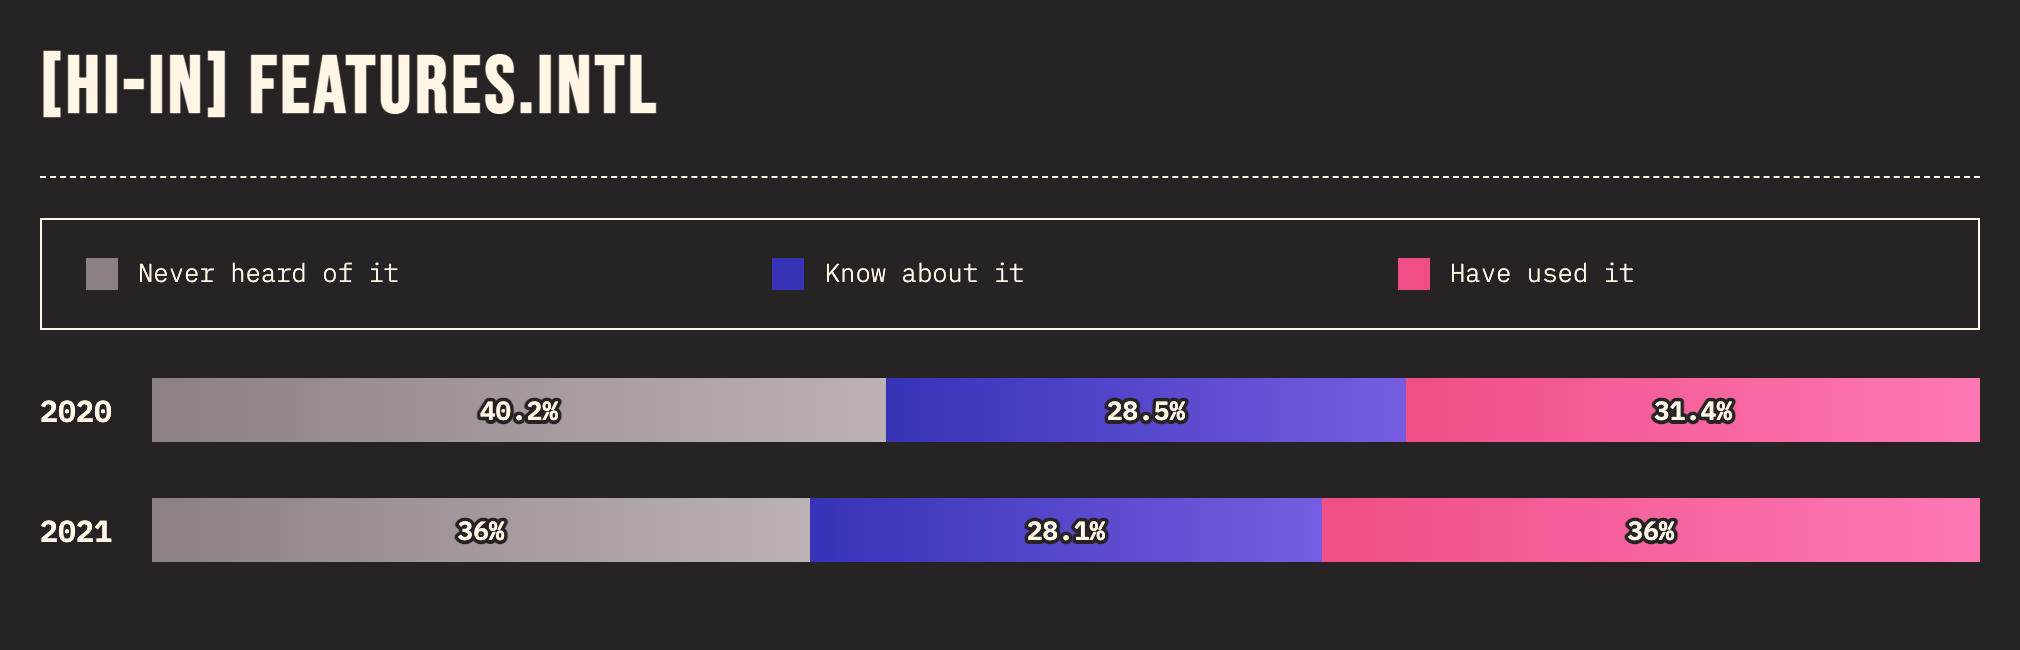 [HI-IN] FEATURES.INTL
Never heard of it
Know about it
Have used it
2020 40.2% 28.5% 31.4%
2021 36% 28.1% 36%